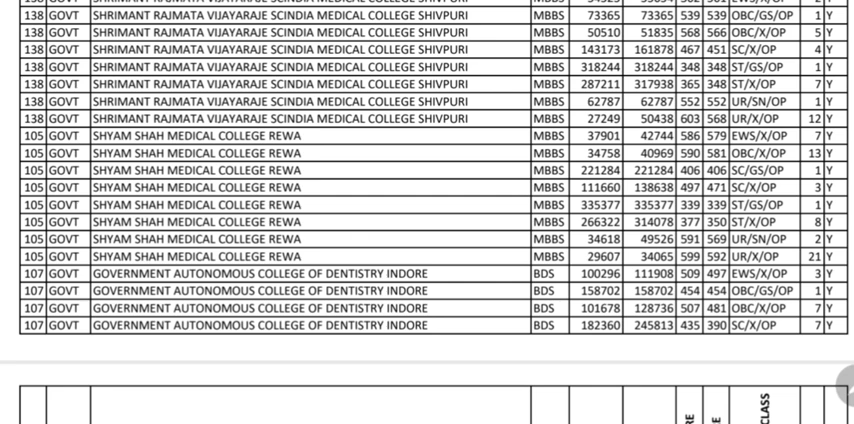 138 GOVT SHRIMANT RAJMATA VIJAYARAJE SCINDIA MEDICAL COLLEGE SHIVPURI MBBS 73365 73365 539 539 OBC/GS/OP 1 Y
138 GOVT SHRIMANT RAJMATA VIJAYARAJE SCINDIA MEDICAL COLLEGE SHIVPURI MBBS 50510 51835 568 566 OBC/X/OP 5 Y
138 GOVT SHRIMANT RAJMATA VIJAYARAJE SCINDIA MEDICAL COLLEGE SHIVPURI MBBS 143173 161878 467 451 SC/X/OP 4 Y
138 GOVT SHRIMANT RAJMATA VIJAYARAJE SCINDIA MEDICAL COLLEGE SHIVPURI MBBS 318244 318244 348 348 ST/GS/OP 1 Y
138 GOVT SHRIMANT RAJMATA VIJAYARAJE SCINDIA MEDICAL COLLEGE SHIVPURI MBBS 287211 317938 365 348 ST/X/OP 7 Y
138 GOVT SHRIMANT RAJMATA VIJAYARAJE SCINDIA MEDICAL COLLEGE SHIVPURI MBBS 62787 62787 552 552 UR/SN/OP 1 Y
138 GOVT SHRIMANT RAJMATA VIJAYARAJE SCINDIA MEDICAL COLLEGE SHIVPURI MBBS 27249 50438 603 568 UR/X/OP 12 Y
105 GOVT SHYAM SHAH MEDICAL COLLEGE REWA MBBS 37901 42744 586 579 EWS/X/OP 7 Y
105 GOVT SHYAM SHAH MEDICAL COLLEGE REWA MBBS 34758 40969 590 581 OBC/X/OP 13 Y
105 GOVT SHYAM SHAH MEDICAL COLLEGE REWA MBBS 221284 221284 406 406 SC/GS/OP 1 Y
105 GOVT SHYAM SHAH MEDICAL COLLEGE REWA MBBS 111660 138638 497 471 SC/X/OP 3 Y
105 GOVT SHYAM SHAH MEDICAL COLLEGE REWA MBBS 335377 335377 339 339 ST/GS/OP 1 Y
105 GOVT SHYAM SHAH MEDICAL COLLEGE REWA MBBS 266322 314078 377 350 ST/X/OP 8 Y
105 GOVT SHYAM SHAH MEDICAL COLLEGE REWA MBBS 34618 49526 591 569 UR/SN/OP 2 Y
105 GOVT SHYAM SHAH MEDICAL COLLEGE REWA MBBS 29607 34065 599 592 UR/X/OP 21 Y
107 GOVT GOVERNMENT AUTONOMOUS COLLEGE OF DENTISTRY INDORE BDS 100296 111908 509 497 EWS/X/OP 3 Y
107 GOVT GOVERNMENT AUTONOMOUS COLLEGE OF DENTISTRY INDORE BDS 158702 158702 454 454 OBC/GS/OP 1 Y
107 GOVT GOVERNMENT AUTONOMOUS COLLEGE OF DENTISTRY INDORE BDS 101678 128736 507 481 OBC/X/OP 7 Y
107 GOVT GOVERNMENT AUTONOMOUS COLLEGE OF DENTISTRY INDORE BDS 182360 245813 435 390 SC/X/OP 7 Y
RE E CLASS